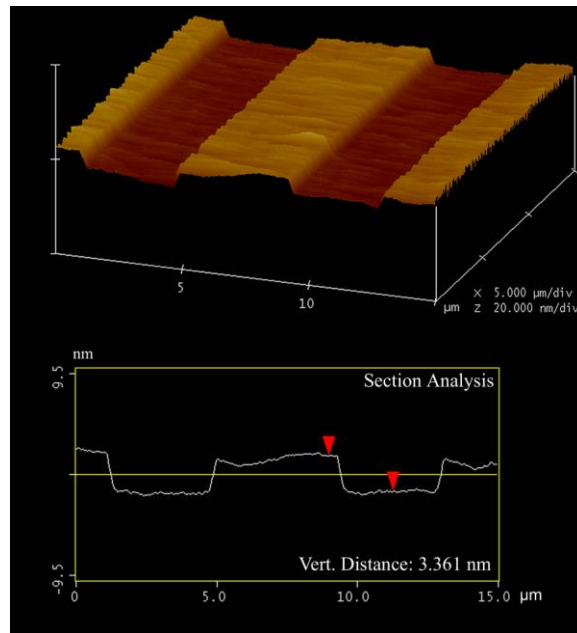 5
10
μm
X 5.000 μm/div
Z 20.000 nm/div
nm
9.5
Section Analysis
Vert. Distance: 3.361 nm
-9.5
0
5.0
10.0
15.0
μm